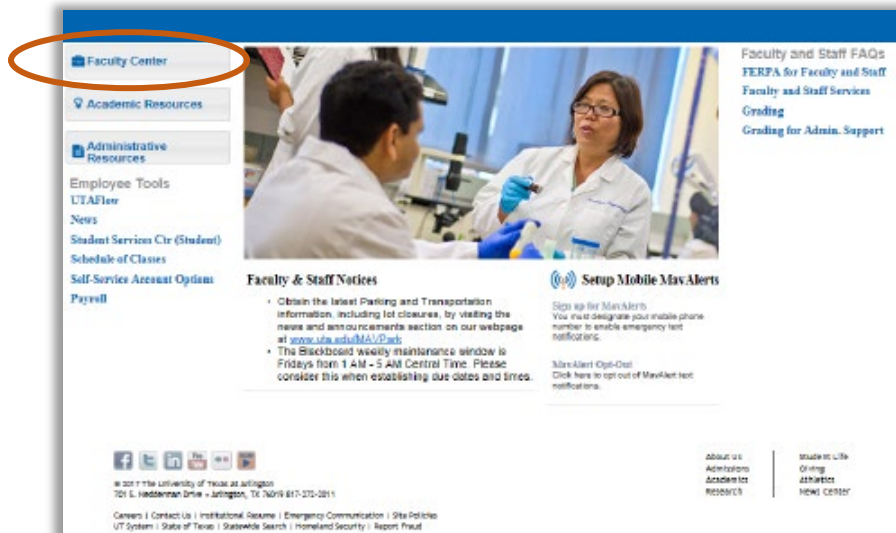 Faculty Center
Academic Resources
Administrative
Resources
Employee Tools
UTAFlow
News
Student Services Ctr (Student)
Schedule of Classes
Self-Service Account Options
Payroll
Faculty & Staff Notices
• Obtain the latest Parking and Transportation
information, including lot closures, by visiting the
news and announcements section on our webpage
at www.uta.edu/MAVPark
• The Blackboard weekly maintenance window is
Fridays from 1 AM - 5 AM Central Time. Please
consider this when establishing due dates and times.
Setup Mobile MavAlerts
Sign up for MavAlerts
You must designate your mobile phone
number to enable emergency text
notifications.
MavAlert Opt-Out
Click here to opt out of MavAlert text
notifications.
Faculty and Staff FAQs
FERPA for Faculty and Staff
Faculty and Staff Services
Grading
Grading for Admin. Support
© 2017 The University of Texas at Arlington
701 S. Nedderman Drive - Arlington, TX 76019 817-272-2011
Careers | Contact Us | Institutional Resume | Emergency Communication | Site Policies
UT System | State of Texas | Statewide Search | Homeland Security | Report Fraud
About Us
Admissions
Academics
Research
Student Life
Giving
Athletics
News Center